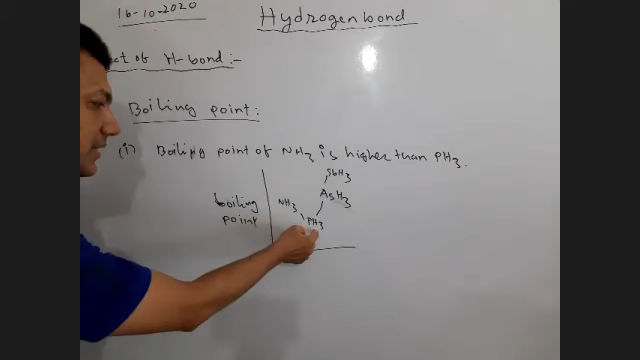 16-10-2020
Hydrogen bond
ct of H-bond:-
Boiling point:
(i) Boiling point of NH3 is higher than PH3.
SbH3
AsH3
NH3
PH3
boiling
point